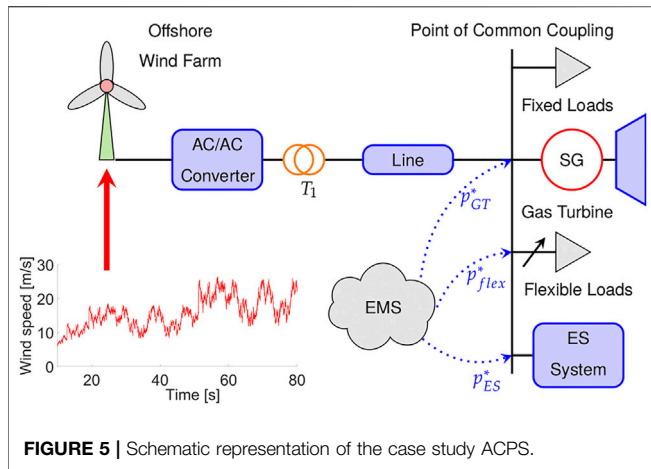 Offshore
Wind Farm
Point of Common Coupling
Fixed Loads
AC/AC
Converter
T1
Line
SG
Gas Turbine
p*GT
p*flex
p*ES
EMS
Flexible Loads
ES
System
Wind speed [m/s]
30
20
10
0
20 40 60 80
Time [s]
FIGURE 5 | Schematic representation of the case study ACPS.